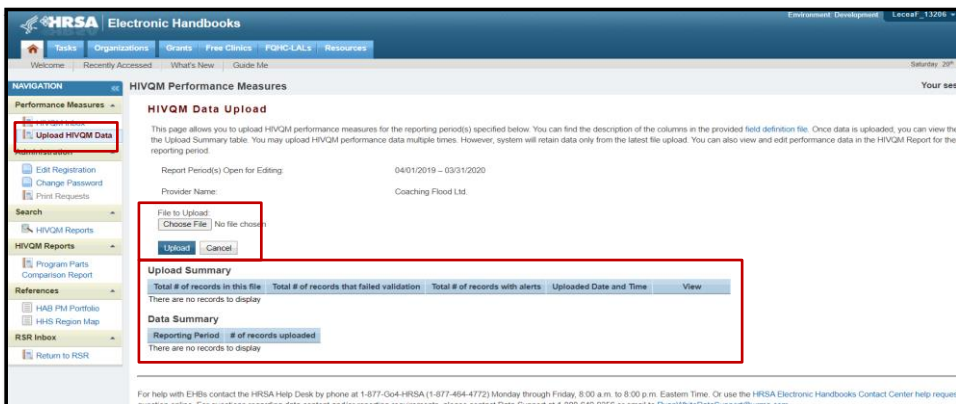 HRSA Electronic Handbooks
Environment: Development LeceaF_13206
Tasks Organizations Grants Free Clinics FQHC-LALs Resources
Welcome Recently Accessed What's New Guide Me
Saturday 20th
NAVIGATION
HIVQM Performance Measures
Your ses
Performance Measures
HIVQM Inbox
Upload HIVQM Data
Administration
Edit Registration
Change Password
Print Requests
Search
HIVQM Reports
HIVQM Reports
Program Parts
Comparison Report
References
HAB PM Portfolio
HHS Region Map
RSR Inbox
Return to RSR
HIVQM Data Upload
This page allows you to upload HIVQM performance measures for the reporting period(s) specified below. You can find the description of the columns in the provided field definition file. Once data is uploaded, you can view the
the Upload Summary table. You may upload HIVQM performance data multiple times. However, system will retain data only from the latest file upload. You can also view and edit performance data in the HIVQM Report for the
reporting period.
Report Period(s) Open for Editing: 04/01/2019 – 03/31/2020
Provider Name: Coaching Flood Ltd.
File to Upload:
Choose File No file chosen
Upload Cancel
Upload Summary
Total # of records in this file Total # of records that failed validation Total # of records with alerts Uploaded Date and Time View
There are no records to display
Data Summary
Reporting Period # of records uploaded
There are no records to display
For help with EHBs contact the HRSA Help Desk by phone at 1-877-Go4-HRSA (1-877-464-4772) Monday through Friday, 8:00 a.m. to 8:00 p.m. Eastern Time. Or use the HRSA Electronic Handbooks Contact Center help reques